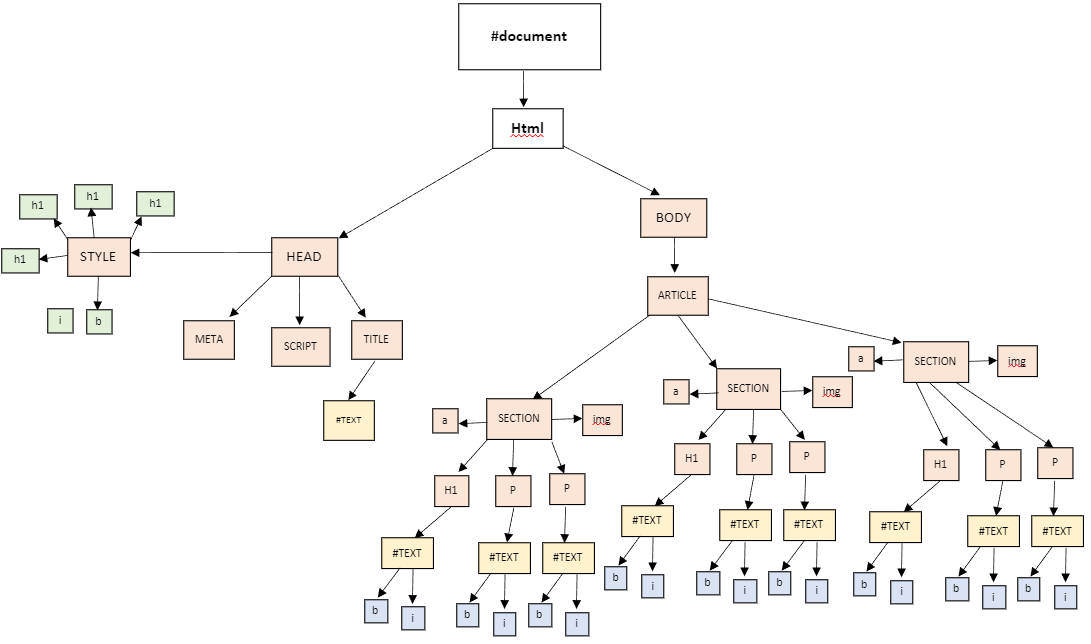 #document
Html
h1
h1
h1
h1
STYLE
i
b
HEAD
META
SCRIPT
TITLE
#TEXT
BODY
ARTICLE
a
SECTION
img
H1
P
P
#TEXT
#TEXT
#TEXT
b
i
b
i
b
i
a
SECTION
img
H1
P
P
#TEXT
#TEXT
#TEXT
b
i
b
i
b
i
a
SECTION
img
H1
P
P
#TEXT
#TEXT
#TEXT
b
i
b
i
b
i